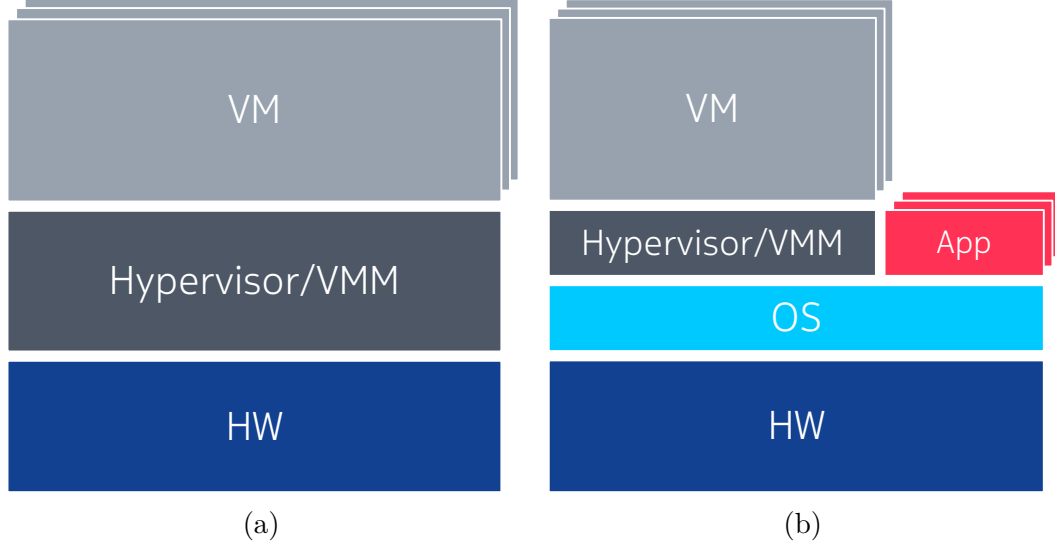 VM
Hypervisor/VMM
HW
(a)
VM
Hypervisor/VMM
App
OS
HW
(b)